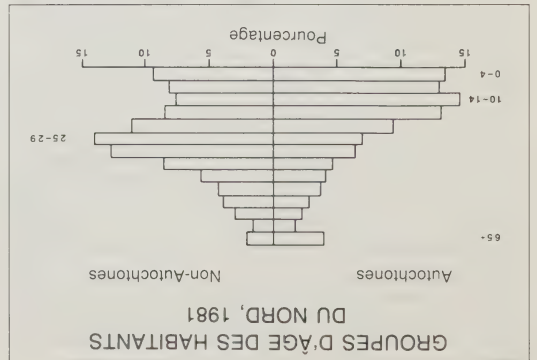 GROUPES D'ÂGE DES HABITANTS
DU NORD, 1981
Autochtones Non-Autochtones
65-
25-29
10-14
0-4
15 10 5 0 5 10 15
Pourcentage